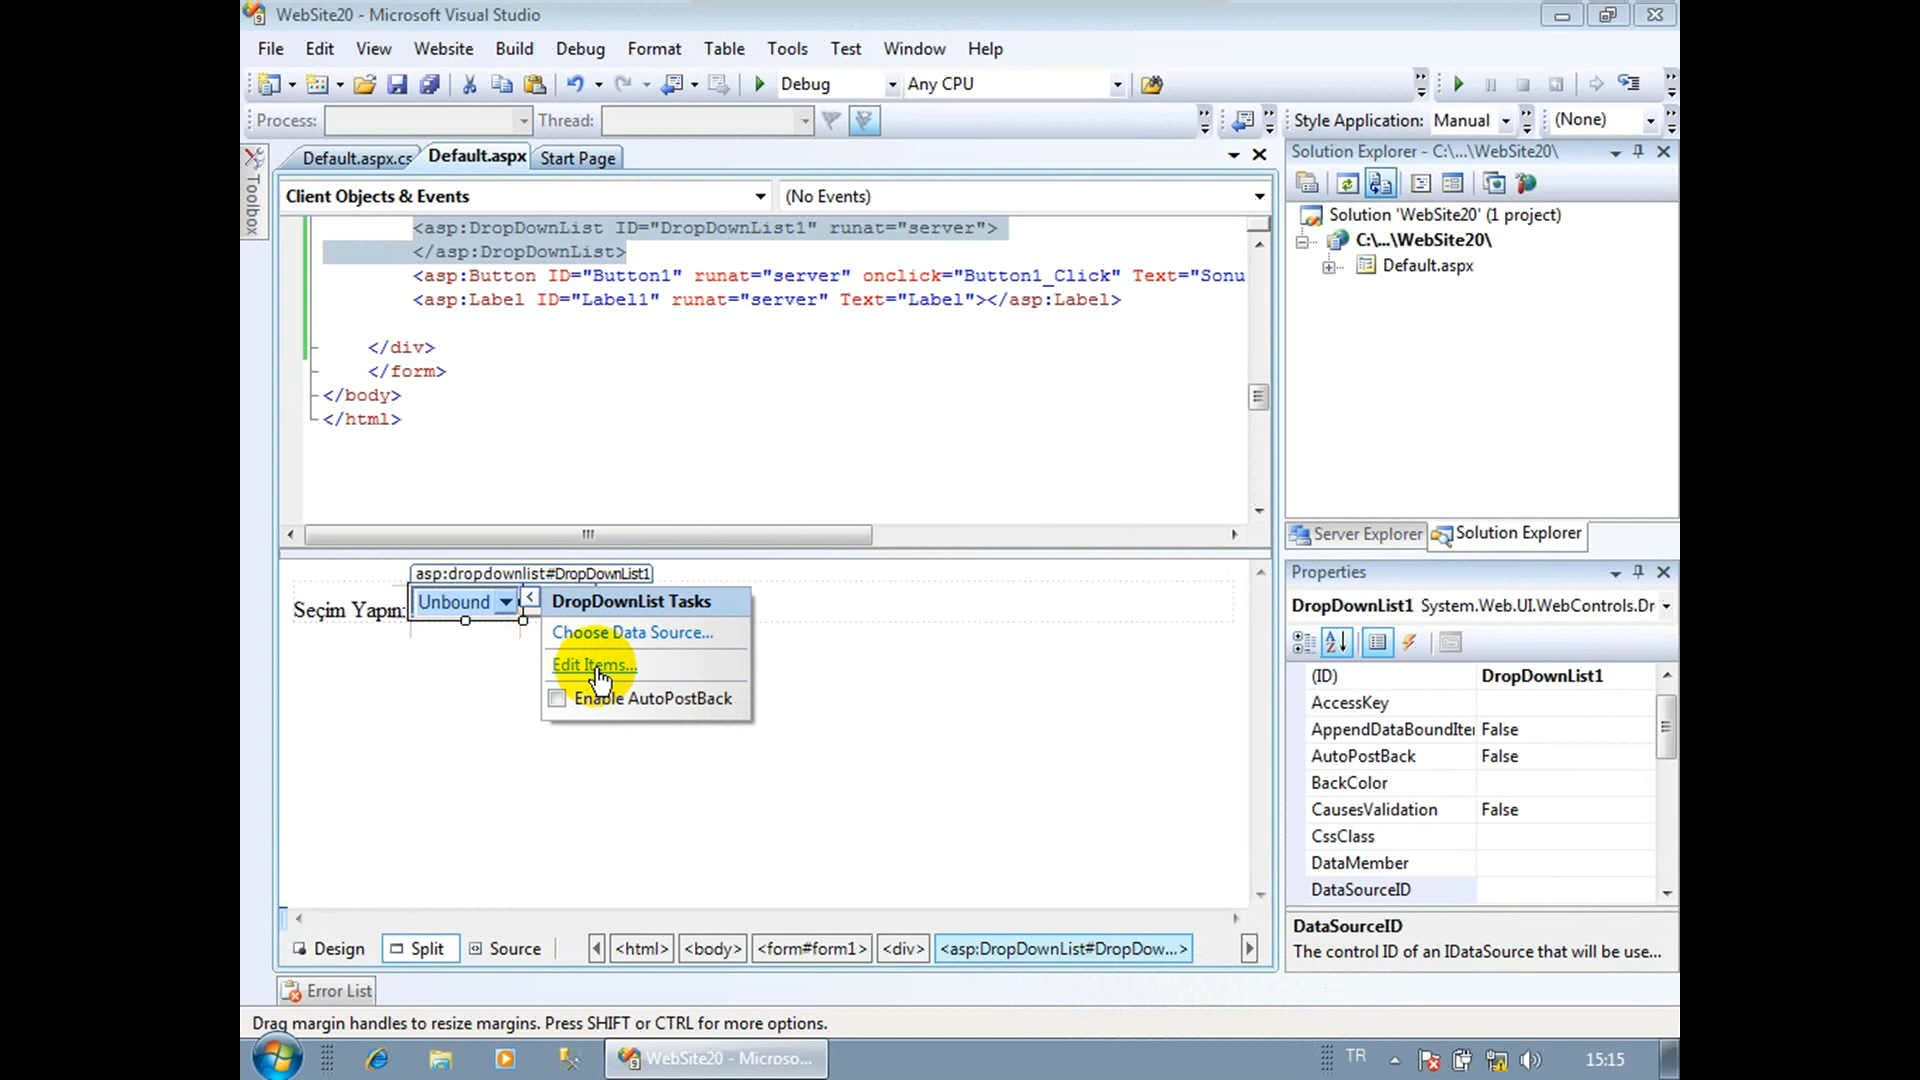 WebSite20 - Microsoft Visual Studio
File Edit View Website Build Debug Format Table Tools Test Window Help
Debug Any CPU
Process: Thread: Style Application: Manual (None)
Toolbox
Default.aspx.cs Default.aspx Start Page
Client Objects & Events (No Events)
<asp:DropDownList ID="DropDownList1" runat="server">
</asp:DropDownList>
<asp:Button ID="Button1" runat="server" onclick="Button1_Click" Text="Sonu
<asp:Label ID="Label1" runat="server" Text="Label"></asp:Label>
</div>
</form>
</body>
</html>
asp:dropdownlist#DropDownList1
Seçim Yapın: Unbound
DropDownList Tasks
Choose Data Source...
Edit Items...
Enable AutoPostBack
Design Split Source <html> <body> <form#form1> <div> <asp:DropDownList#DropDow...>
Error List
Drag margin handles to resize margins. Press SHIFT or CTRL for more options.
Solution Explorer - C:\...\WebSite20\
Solution 'WebSite20' (1 project)
C:\...\WebSite20\
Default.aspx
Server Explorer Solution Explorer
Properties
DropDownList1 System.Web.UI.WebControls.Dr
(ID) DropDownList1
AccessKey
AppendDataBoundIter False
AutoPostBack False
BackColor
CausesValidation False
CssClass
DataMember
DataSourceID
DataSourceID
The control ID of an IDataSource that will be use...
WebSite20 - Microso...
TR
15:15